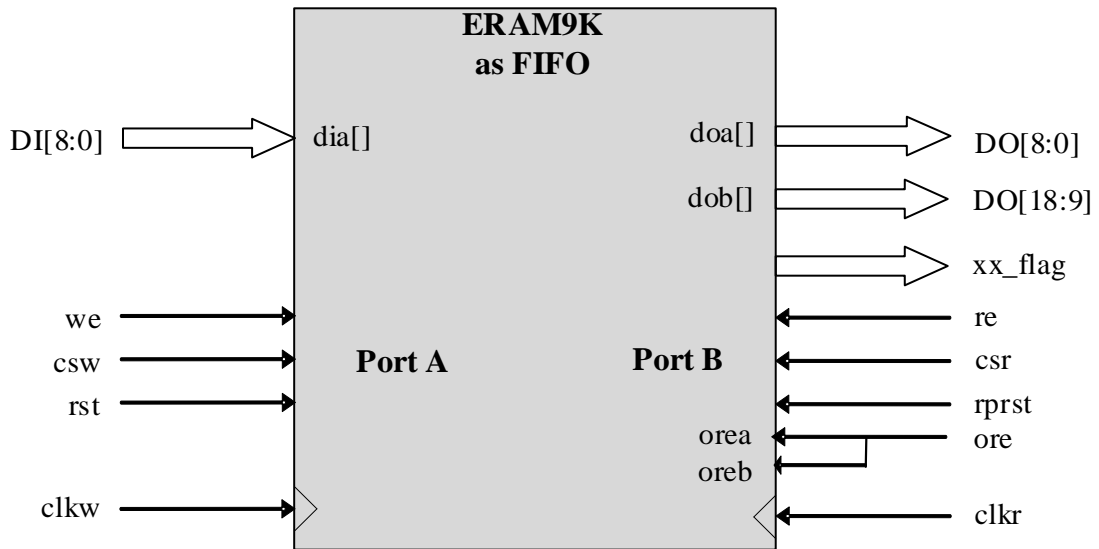 ERAM9K
as FIFO
DI[8:0]
dia[]
doa[]
DO[8:0]
dob[]
DO[18:9]
xx_flag
we
re
csw
Port A
Port B
csr
rst
rprst
orea
ore
oreb
clkw
clkr